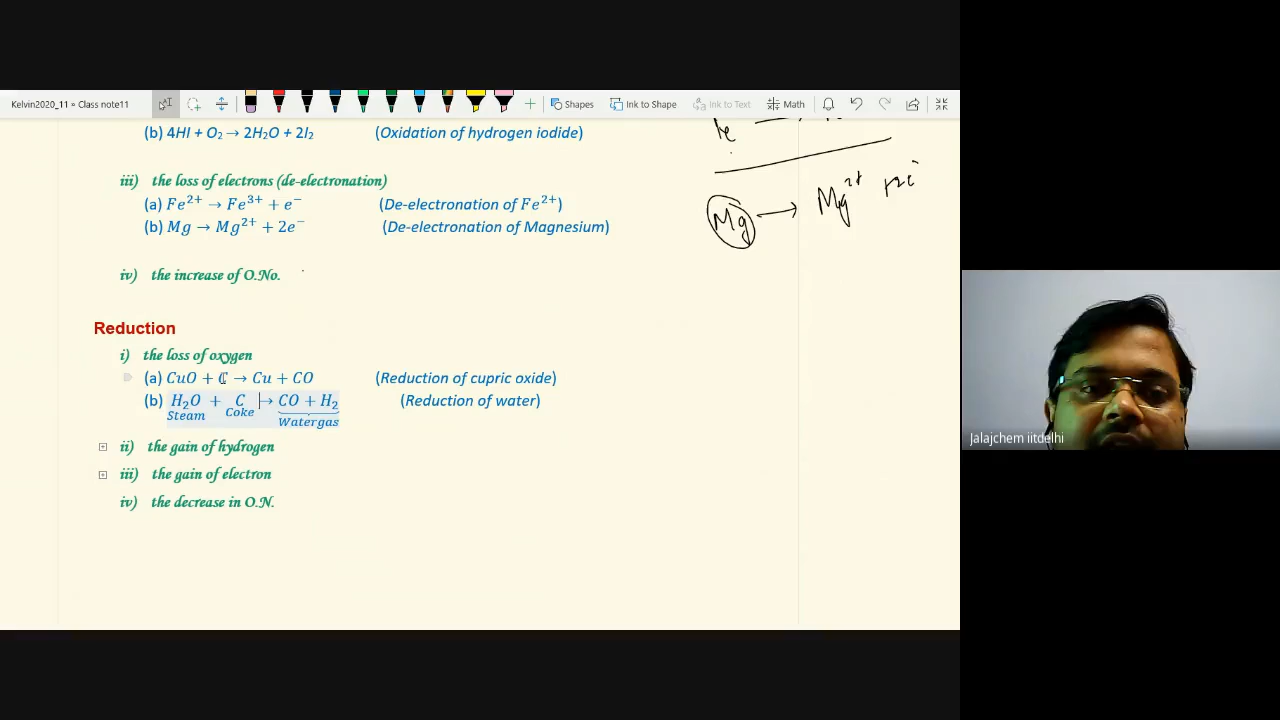 Kelvin2020_11 » Class note11
Shapes
Ink to Shape
Ink to Text
Math
(b) 4HI + O₂ → 2H₂O + 2I₂ (Oxidation of hydrogen iodide)
Fe
iii) the loss of electrons (de-electronation)
(a) Fe²⁺ → Fe³⁺ + e⁻ (De-electronation of Fe²⁺)
(b) Mg → Mg²⁺ + 2e⁻ (De-electronation of Magnesium)
Mg → Mg²⁺ + 2e⁻
iv) the increase of O.No.
Reduction
i) the loss of oxygen
(a) CuO + C → Cu + CO (Reduction of cupric oxide)
(b) H₂O + C → CO + H₂ (Reduction of water)
Steam Coke Watergas
ii) the gain of hydrogen
iii) the gain of electron
iv) the decrease in O.N.
Jalajchem iitdelhi